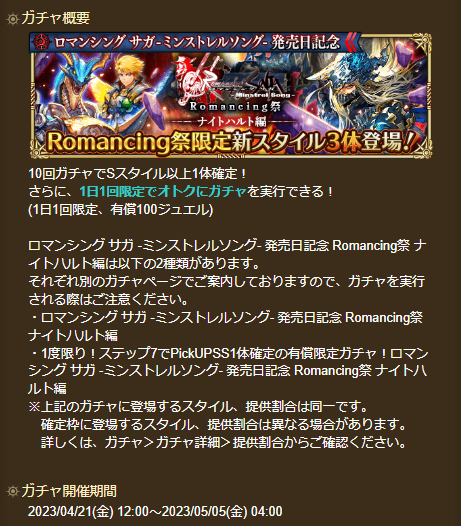 ガチャ概要
ロマンシング サガ -ミンストレルソング- 発売日記念
Minstrel Song
Romancing祭
ナイトハルト編
Romancing祭限定新スタイル3体登場!
10回ガチャでSスタイル以上1体確定!
さらに、1日1回限定でオトクにガチャを実行できる!
(1日1回限定、有償100ジュエル)
ロマンシング サガ -ミンストレルソング- 発売日記念 Romancing祭 ナ
イトハルト編は以下の2種類があります。
それぞれ別のガチャページでご案内しておりますので、ガチャを実行
される際はご注意ください。
・ロマンシング サガ -ミンストレルソング- 発売日記念 Romancing祭
ナイトハルト編
・1度限り!ステップ7でPickUPSS1体確定の有償限定ガチャ!ロマン
シング サガ -ミンストレルソング- 発売日記念 Romancing祭 ナイトハ
ルト編
※上記のガチャに登場するスタイル、提供割合は同一です。
確定枠に登場するスタイル、提供割合は異なる場合があります。
詳しくは、ガチャ＞ガチャ詳細＞提供割合からご確認ください。
ガチャ開催期間
2023/04/21(金) 12:00～2023/05/05(金) 04:00